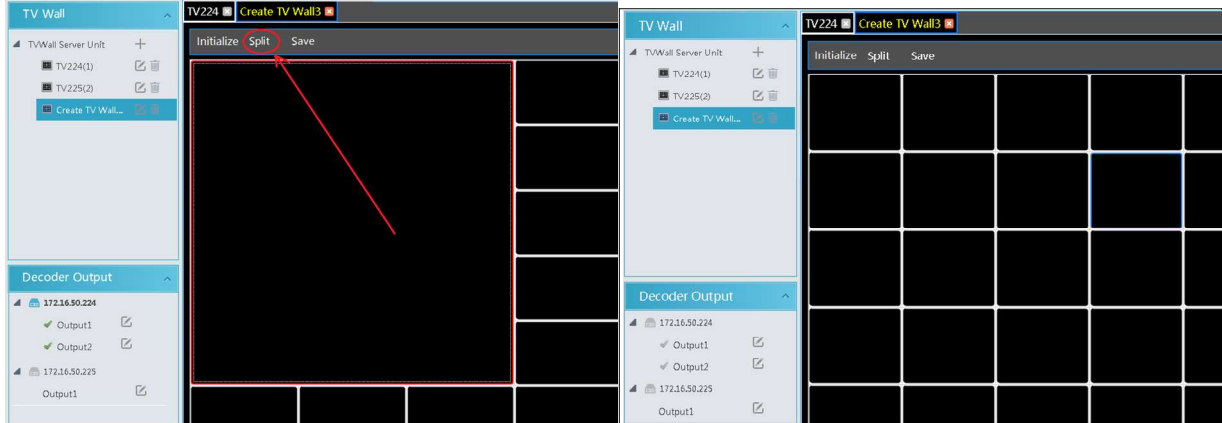 TV Wall
TVWall Server Unit
TV224(1)
TV225(2)
Create TV Wall...
Decoder Output
172.16.50.224
Output1
Output2
172.16.50.225
Output1
TV224 Create TV Wall3
Initialize Split Save
TV Wall
TVWall Server Unit
TV224(1)
TV225(2)
Create TV Wall...
Decoder Output
172.16.50.224
Output1
Output2
172.16.50.225
Output1
TV224 Create TV Wall3
Initialize Split Save